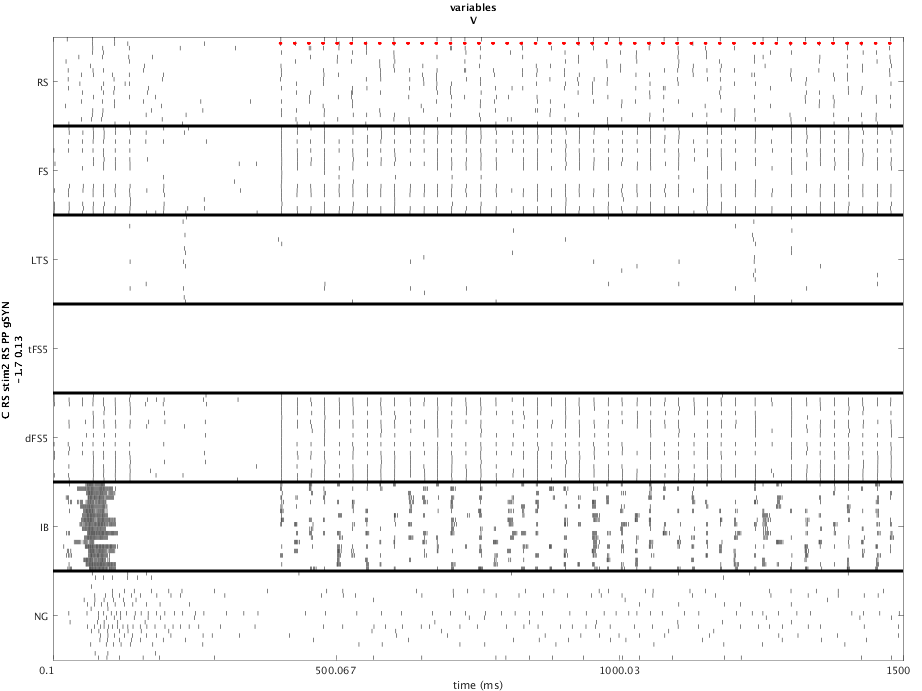 variables
V
RS
FS
LTS
tFS5
dFS5
IB
NG
C RS stim2 RS PP gSYN
-1.7 0.13
0.1
500.067
1000.03
1500
time (ms)